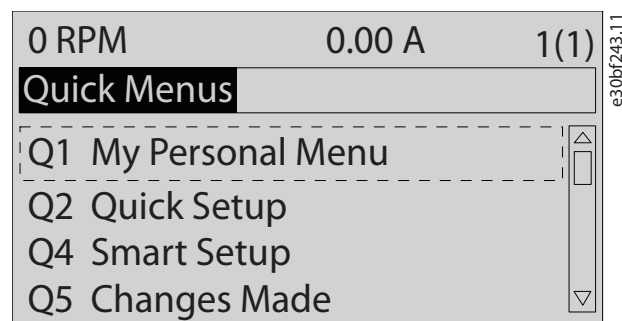 0 RPM 0.00 A 1(1)
Quick Menus
Q1 My Personal Menu
Q2 Quick Setup
Q4 Smart Setup
Q5 Changes Made
e30bf243.11